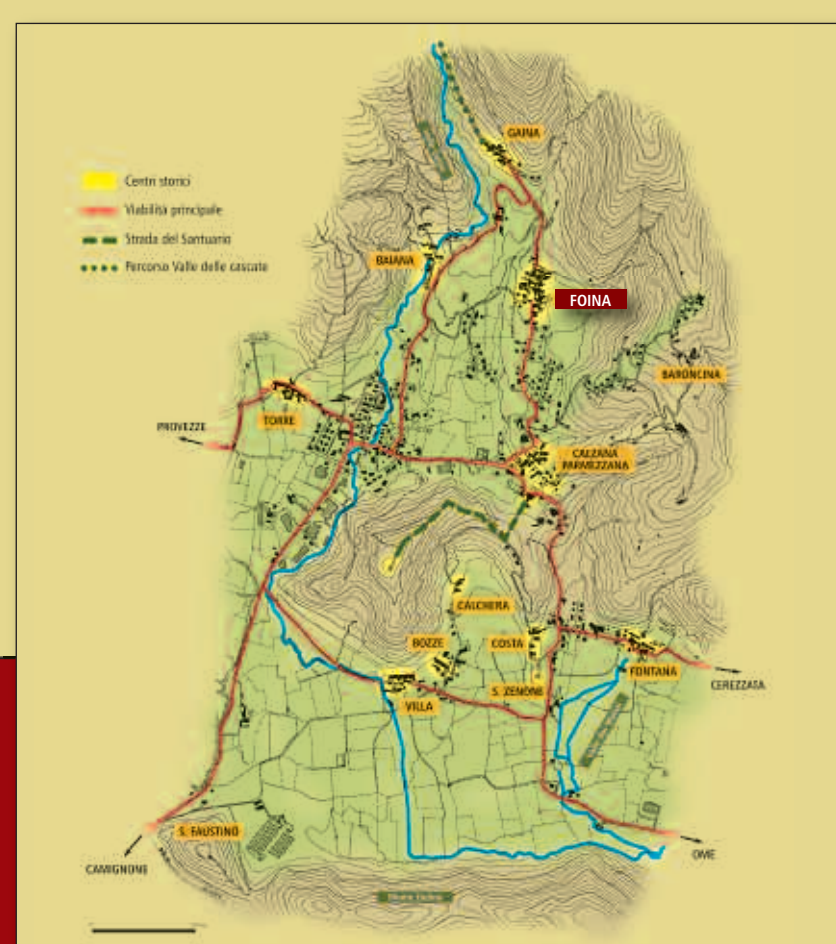 GAINA
Centri storici
Viabilità principale
Strada del Santuario
Percorso Valle delle cascate
BAIANA
FOINA
BARONCINA
TORRE
PROVEZZE
CALZANA
PARMEZZANA
CALCHERA
BOZZE
COSTA
FONTANA
CEREZZATA
S. ZENONE
VILLA
S. FAUSTINO
OME
CAMIGNONE